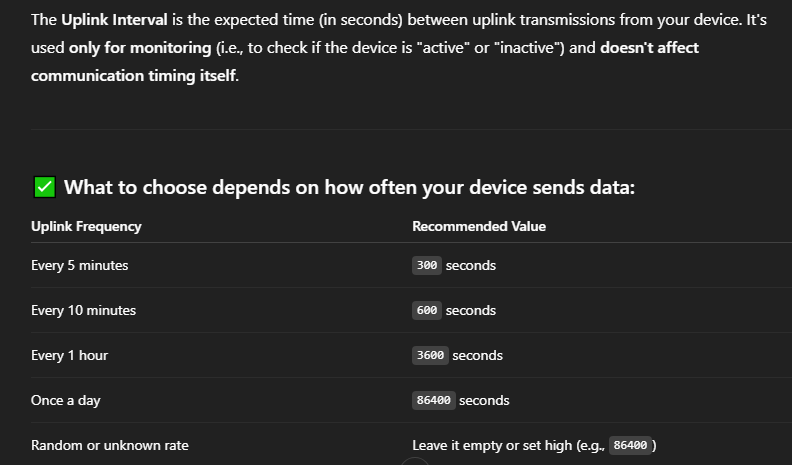 The Uplink Interval is the expected time (in seconds) between uplink transmissions from your device. It's
used only for monitoring (i.e., to check if the device is "active" or "inactive") and doesn't affect
communication timing itself.
✅ What to choose depends on how often your device sends data:
Uplink Frequency Recommended Value
Every 5 minutes 300 seconds
Every 10 minutes 600 seconds
Every 1 hour 3600 seconds
Once a day 86400 seconds
Random or unknown rate Leave it empty or set high (e.g., 86400 )